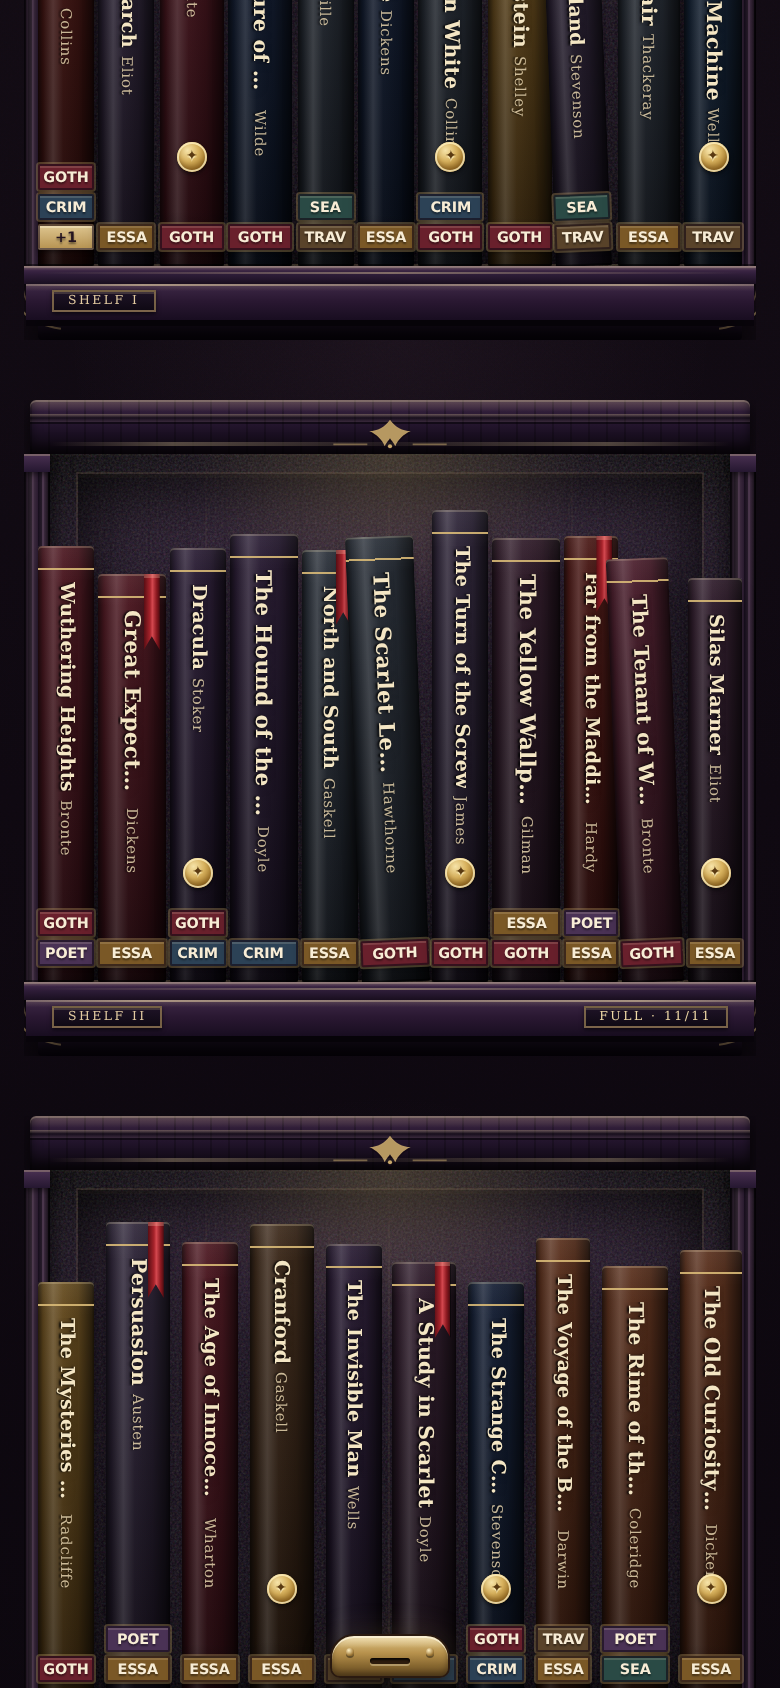 Collins
GOTH
CRIM
+1
arch Eliot
ESSA
GOTH
ure of ... Wilde
GOTH
SEA
TRAV
Dickens
ESSA
n White Collin
CRIM
GOTH
tein Shelley
GOTH
land Stevenson
SEA
TRAV
air Thackeray
ESSA
Machine Well
TRAV
SHELF I
Wuthering Heights Bronte
GOTH
POET
Great Expect... Dickens
ESSA
Dracula Stoker
GOTH
CRIM
The Hound of the ... Doyle
CRIM
North and South Gaskell
ESSA
The Scarlet Le... Hawthorne
GOTH
The Turn of the Screw James
GOTH
The Yellow Wallp... Gilman
ESSA
GOTH
Far from the Maddi... Hardy
POET
ESSA
The Tenant of W... Bronte
GOTH
Silas Marner Eliot
ESSA
SHELF II
FULL · 11/11
The Mysteries ... Radcliffe
GOTH
Persuasion Austen
POET
ESSA
The Age of Innoce... Wharton
ESSA
Cranford Gaskell
ESSA
The Invisible Man Wells
A Study in Scarlet Doyle
The Strange C... Stevenso
GOTH
CRIM
The Voyage of the B... Darwin
TRAV
ESSA
The Rime of th... Coleridge
POET
SEA
The Old Curiosity... Dicke
ESSA